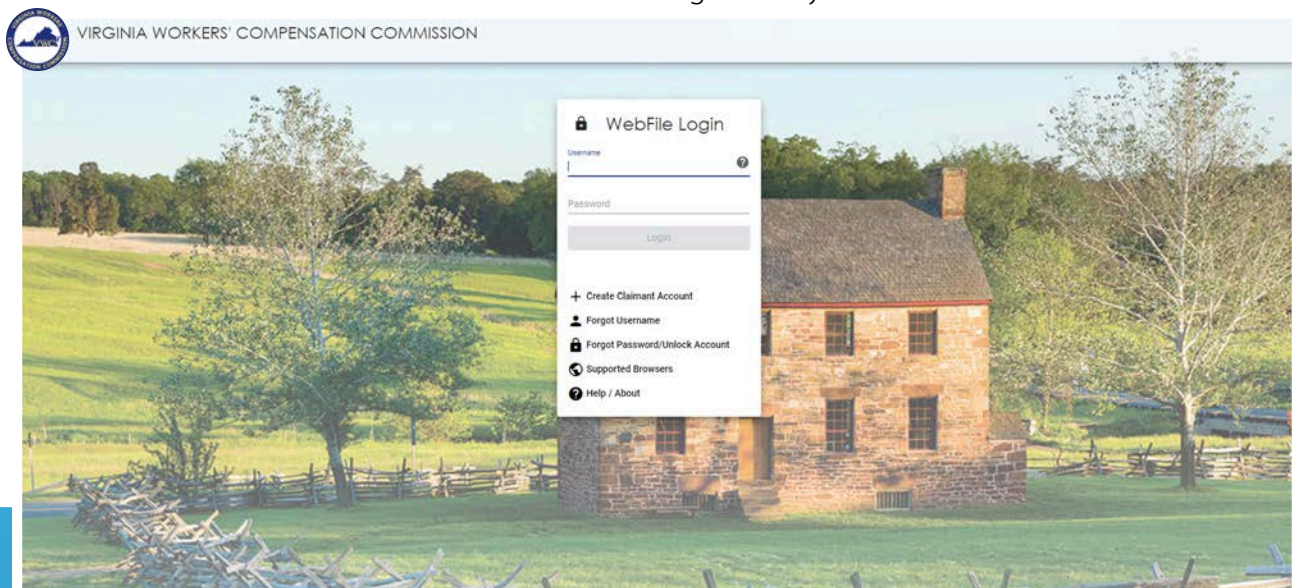 VIRGINIA WORKERS' COMPENSATION COMMISSION
WebFile Login
Username
Password
Login
Create Claimant Account
Forgot Username
Forgot Password/Unlock Account
Supported Browsers
Help / About